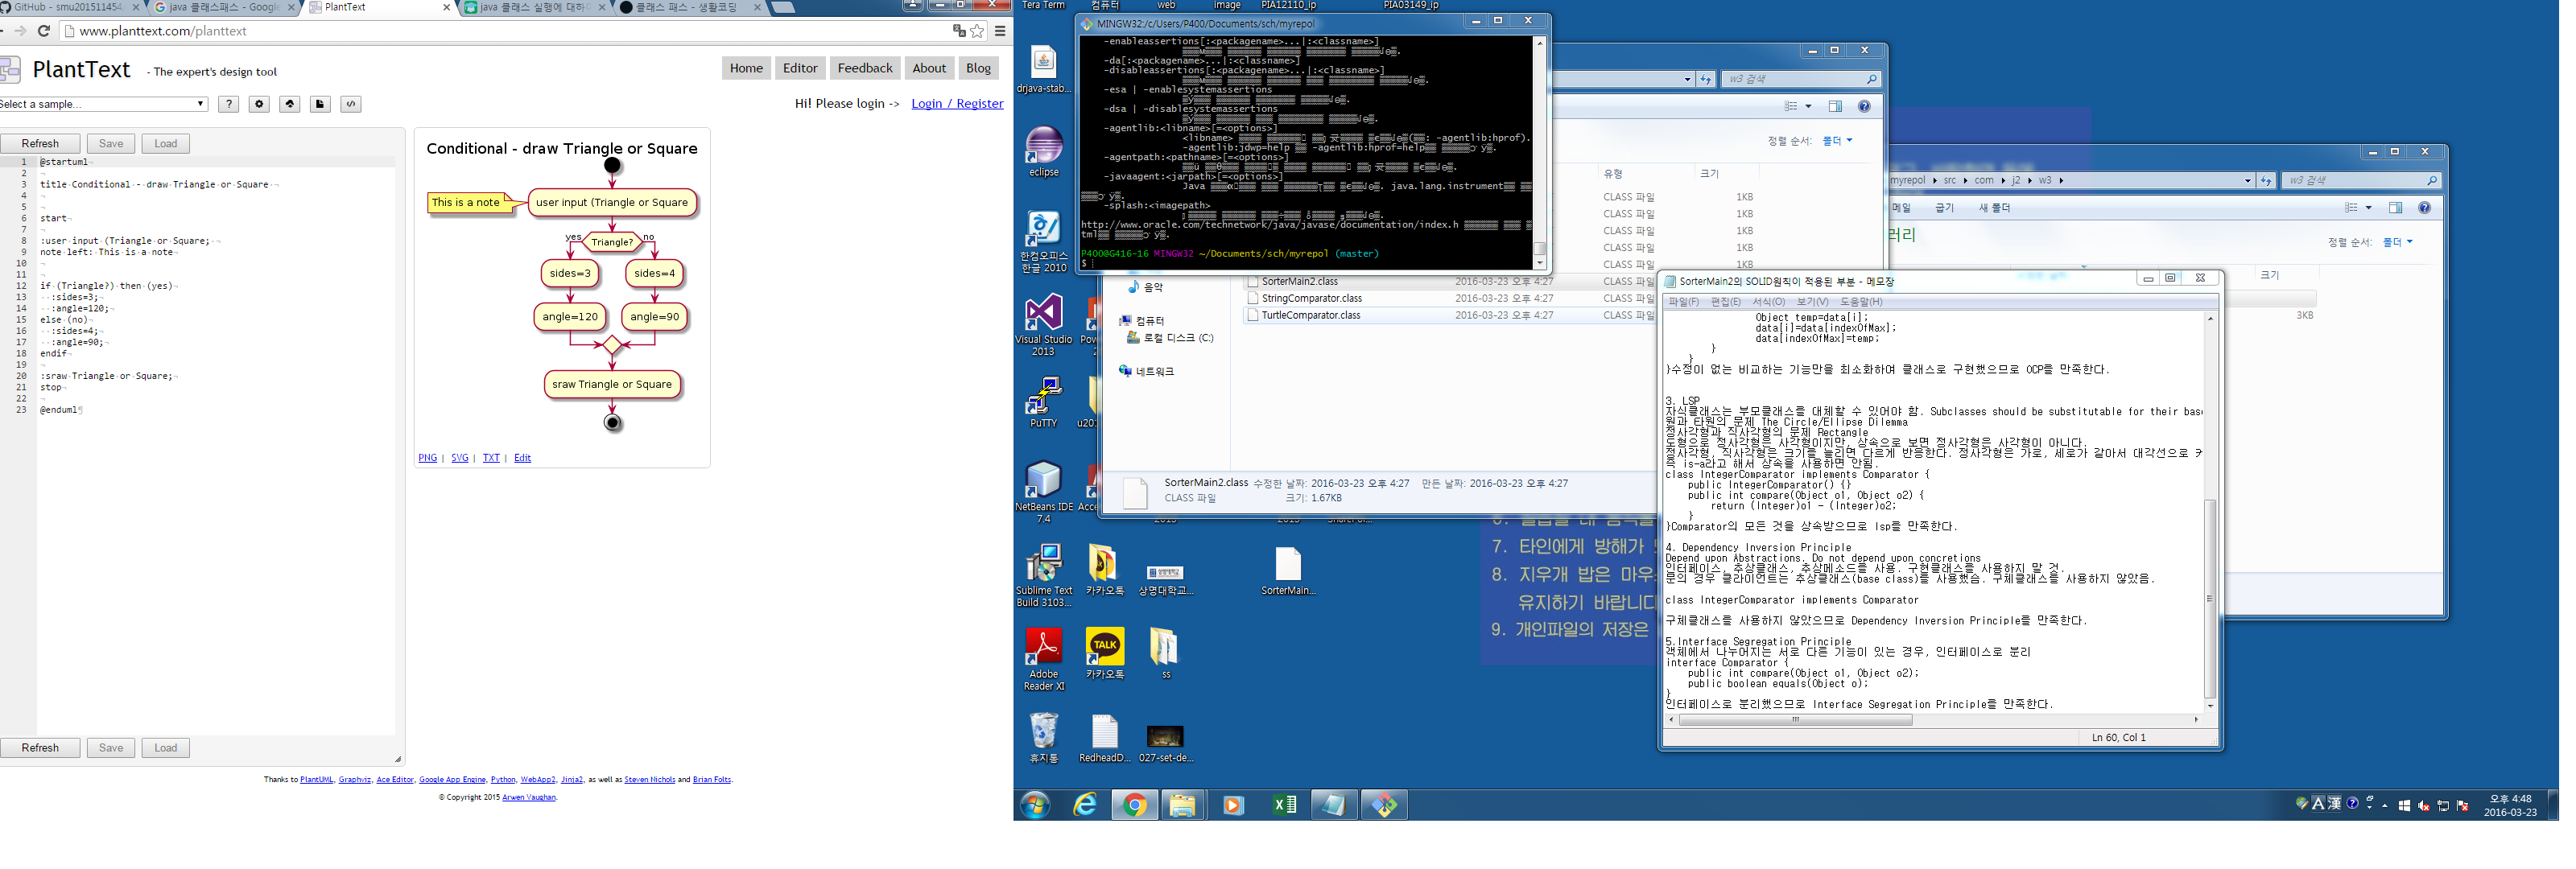 GitHub - smu201511454
java 클래스패스 - Google
PlantText
java 클래스 실행에 대하여
클래스 패스 - 생활코딩
www.planttext.com/planttext
PlantText - The expert's design tool
Home
Editor
Feedback
About
Blog
Select a sample...
Hi! Please login -> Login / Register
Refresh
Save
Load
1 @startuml
2
3 title Conditional - draw Triangle or Square
4
5
6 start
7
8 :user input (Triangle or Square;
9 note left: This is a note
10
11
12 if (Triangle?) then (yes)
13 :sides=3;
14 :angle=120;
15 else (no)
16 :sides=4;
17 :angle=90;
18 endif
19
20 :sraw Triangle or Square;
21 stop
22
23 @enduml
Refresh
Save
Load
Conditional - draw Triangle or Square
This is a note
user input (Triangle or Square
yes
Triangle?
no
sides=3
sides=4
angle=120
angle=90
sraw Triangle or Square
PNG | SVG | TXT | Edit
Thanks to PlantUML, Graphviz, Ace Editor, Google App Engine, Python, WebApp2, Jinja2, as well as Steven Nichols and Brian Folts.
© Copyright 2015 Arwen Vaughan.
Tera Term
컴퓨터
web
image
PIA12110_ip
PIA03149_ip
drjava-stab...
eclipse
한컴오피스 한글 2010
Visual Studio 2013
PuTTY
NetBeans IDE 7.4
Sublime Text Build 3103...
카카오톡
상명대학교...
SorterMain...
Adobe Reader XI
카카오톡
ss
휴지통
RedheadD...
027-set-de...
MINGW32:/c/Users/P400/Documents/sch/myrepol
-enableassertions[:<packagename>...|:<classname>]
-da[:<packagename>...|:<classname>]
-disableassertions[:<packagename>...|:<classname>]
-esa | -enablesystemassertions
-dsa | -disablesystemassertions
-agentlib:<libname>[=<options>]
<libname>
-agentlib:hprof).
-agentlib:jdwp=help
-agentlib:hprof=help
-agentpath:<pathname>[=<options>]
-javaagent:<jarpath>[=<options>]
Java
java.lang.instrument
-splash:<imagepath>
http://www.oracle.com/technetwork/java/javase/documentation/index.h
tml
P400@G416-16 MINGW32 ~/Documents/sch/myrepol (master)
$
w3 검색
정렬 순서: 폴더
유형
크기
CLASS 파일 1KB
CLASS 파일 1KB
CLASS 파일 1KB
CLASS 파일 1KB
CLASS 파일 1KB
SorterMain2.class 2016-03-23 오후 4:27 CLASS 파일
StringComparator.class 2016-03-23 오후 4:27 CLASS 파일
TurtleComparator.class 2016-03-23 오후 4:27 CLASS 파일
음악
컴퓨터
로컬 디스크 (C:)
네트워크
SorterMain2.class 수정한 날짜: 2016-03-23 오후 4:27 만든 날짜: 2016-03-23 오후 4:27
CLASS 파일 크기: 1.67KB
myrepol ▸ src ▸ com ▸ j2 ▸ w3 ▸
w3 검색
메일
굽기
새 폴더
러리
정렬 순서: 폴더
크기
3KB
7. 타인에게 방해가
8. 지우개 밥은
유지하기 바랍니다
9. 개인파일의 저장은
SorterMain2의 SOLID원칙이 적용된 부분 - 메모장
파일(F) 편집(E) 서식(O) 보기(V) 도움말(H)
Object temp=data[i];
data[i]=data[indexOfMax];
data[indexOfMax]=temp;
}
}
}수정이 없는 비교하는 기능만을 최소화하여 클래스로 구현했으므로 OCP를 만족한다.
3. LSP
자식클래스는 부모클래스를 대체할 수 있어야 함. Subclasses should be substitutable for their bas
원과 타원의 문제 The Circle/Ellipse Dilemma
정사각형과 직사각형의 문제 Rectangle
도형으로 정사각형은 사각형이지만, 상속으로 보면 정사각형은 사각형이 아니다.
정사각형, 직사각형은 크기를 늘리면 다르게 반응한다. 정사각형은 가로, 세로가 같아서 대각선으로
즉 is-a라고 해서 상속을 사용하면 안됨.
class IntegerComparator implements Comparator {
public IntegerComparator() {}
public int compare(Object o1, Object o2) {
return (Integer)o1 - (Integer)o2;
}
}Comparator의 모든 것을 상속받으므로 lsp를 만족한다.
4. Dependency Inversion Principle
Depend upon Abstractions. Do not depend upon concretions
인터페이스, 추상클래스, 추상메소드를 사용. 구현클래스를 사용하지 말 것.
문의 경우 클라이언트는 추상클래스(base class)를 사용했슴. 구체클래스를 사용하지 않았음.
class IntegerComparator implements Comparator
구체클래스를 사용하지 않았으므로 Dependency Inversion Principle를 만족한다.
5.Interface Segregation Principle
객체에서 나누어지는 서로 다른 기능이 있는 경우, 인터페이스로 분리
interface Comparator {
public int compare(Object o1, Object o2);
public boolean equals(Object o);
}
인터페이스로 분리했으므로 Interface Segregation Principle를 만족한다.
Ln 60, Col 1
A 漢
오후 4:48
2016-03-23